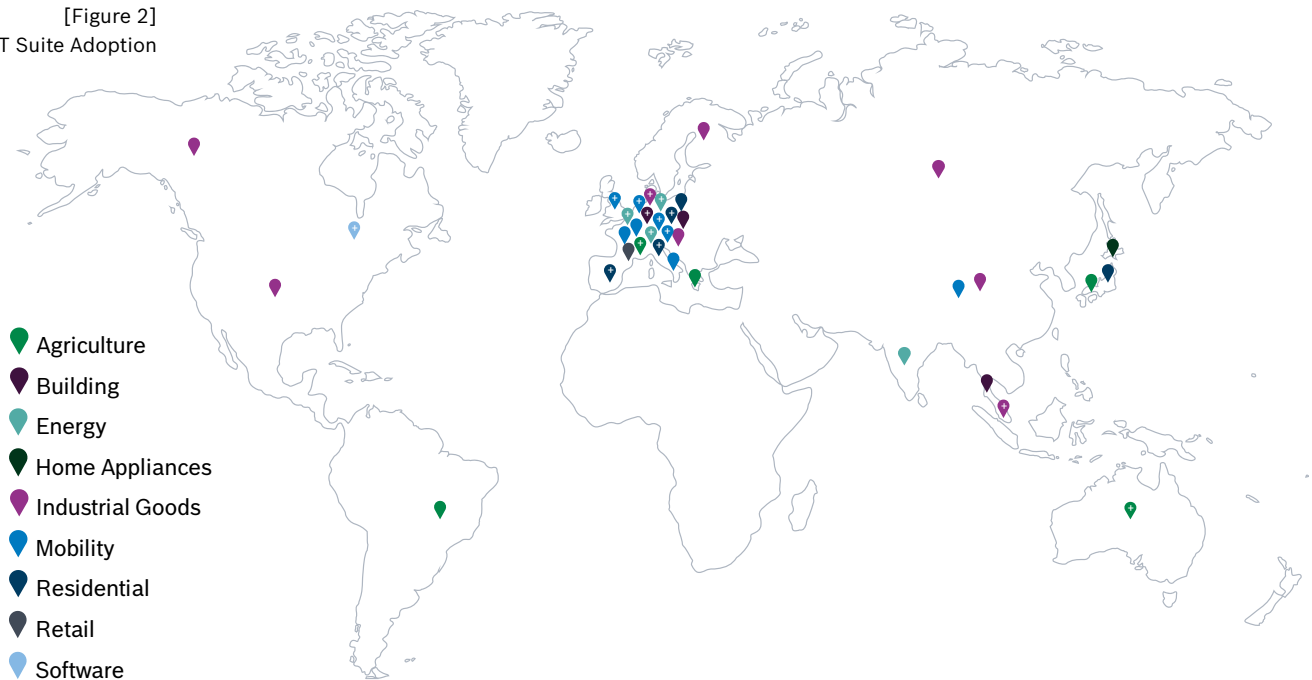 [Figure 2]
T Suite Adoption
Agriculture
Building
Energy
Home Appliances
Industrial Goods
Mobility
Residential
Retail
Software